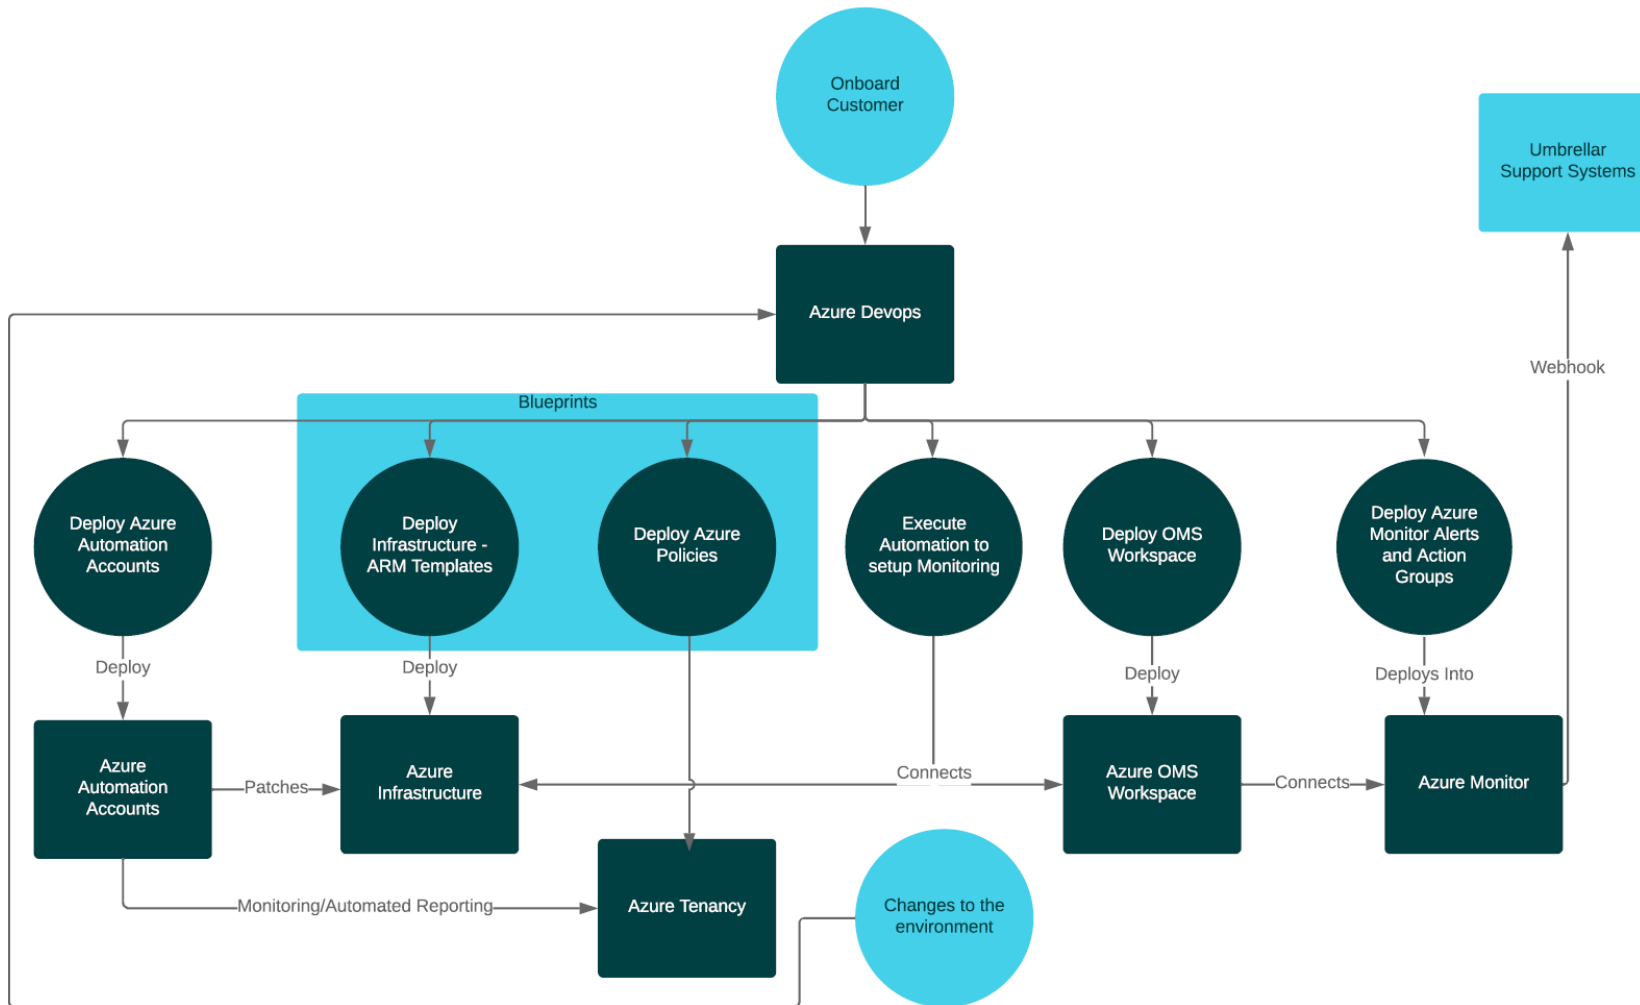 Onboard
Customer
Umbrellar
Support Systems
Azure Devops
Webhook
Blueprints
Deploy Azure
Automation
Accounts
Deploy
Infrastructure -
ARM Templates
Deploy Azure
Policies
Execute
Automation to
setup Monitoring
Deploy OMS
Workspace
Deploy Azure
Monitor Alerts
and Action
Groups
Deploy
Deploy
Deploy
Deploys Into
Azure
Automation
Accounts
Patches
Azure
Infrastructure
Connects
Azure OMS
Workspace
Connects
Azure Monitor
Monitoring/Automated Reporting
Azure Tenancy
Changes to the
environment